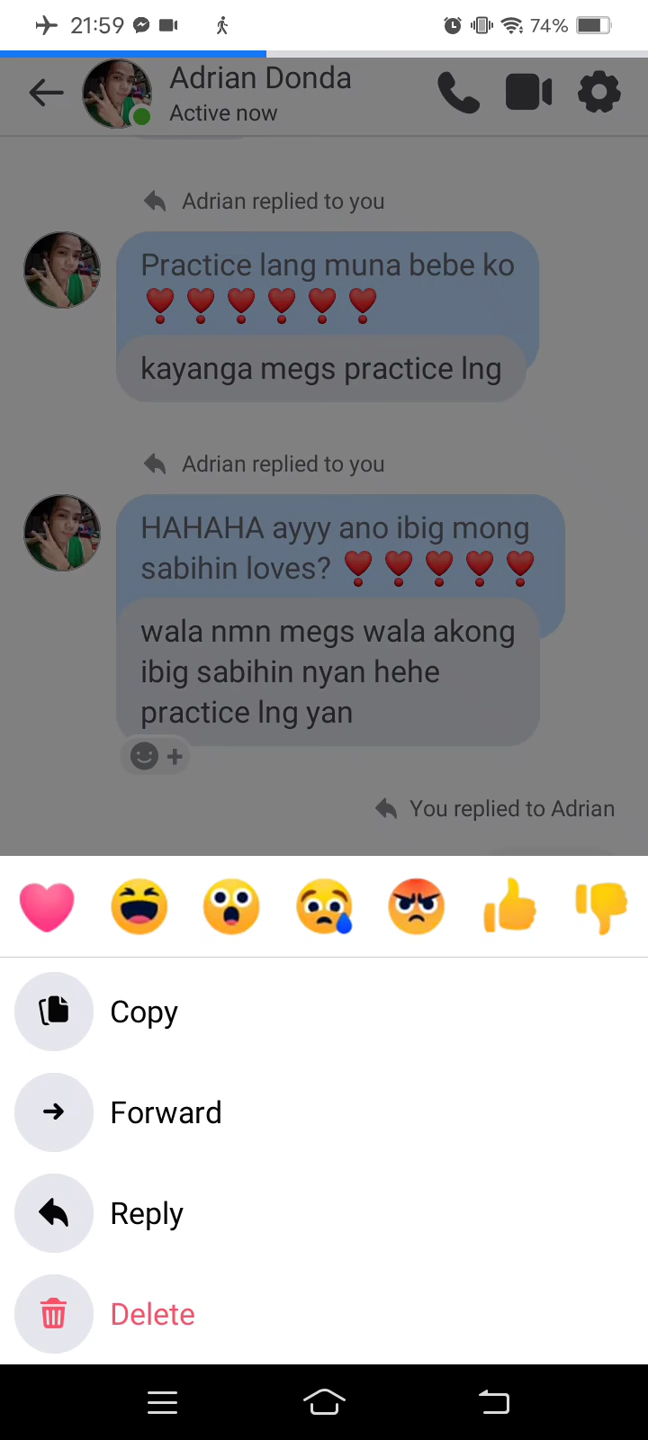 21:59
74%
Adrian Donda
Active now
Adrian replied to you
Practice lang muna bebe ko
kayanga megs practice lng
Adrian replied to you
HAHAHA ayyy ano ibig mong
sabihin loves?
wala nmn megs wala akong
ibig sabihin nyan hehe
practice lng yan
You replied to Adrian
Copy
Forward
Reply
Delete